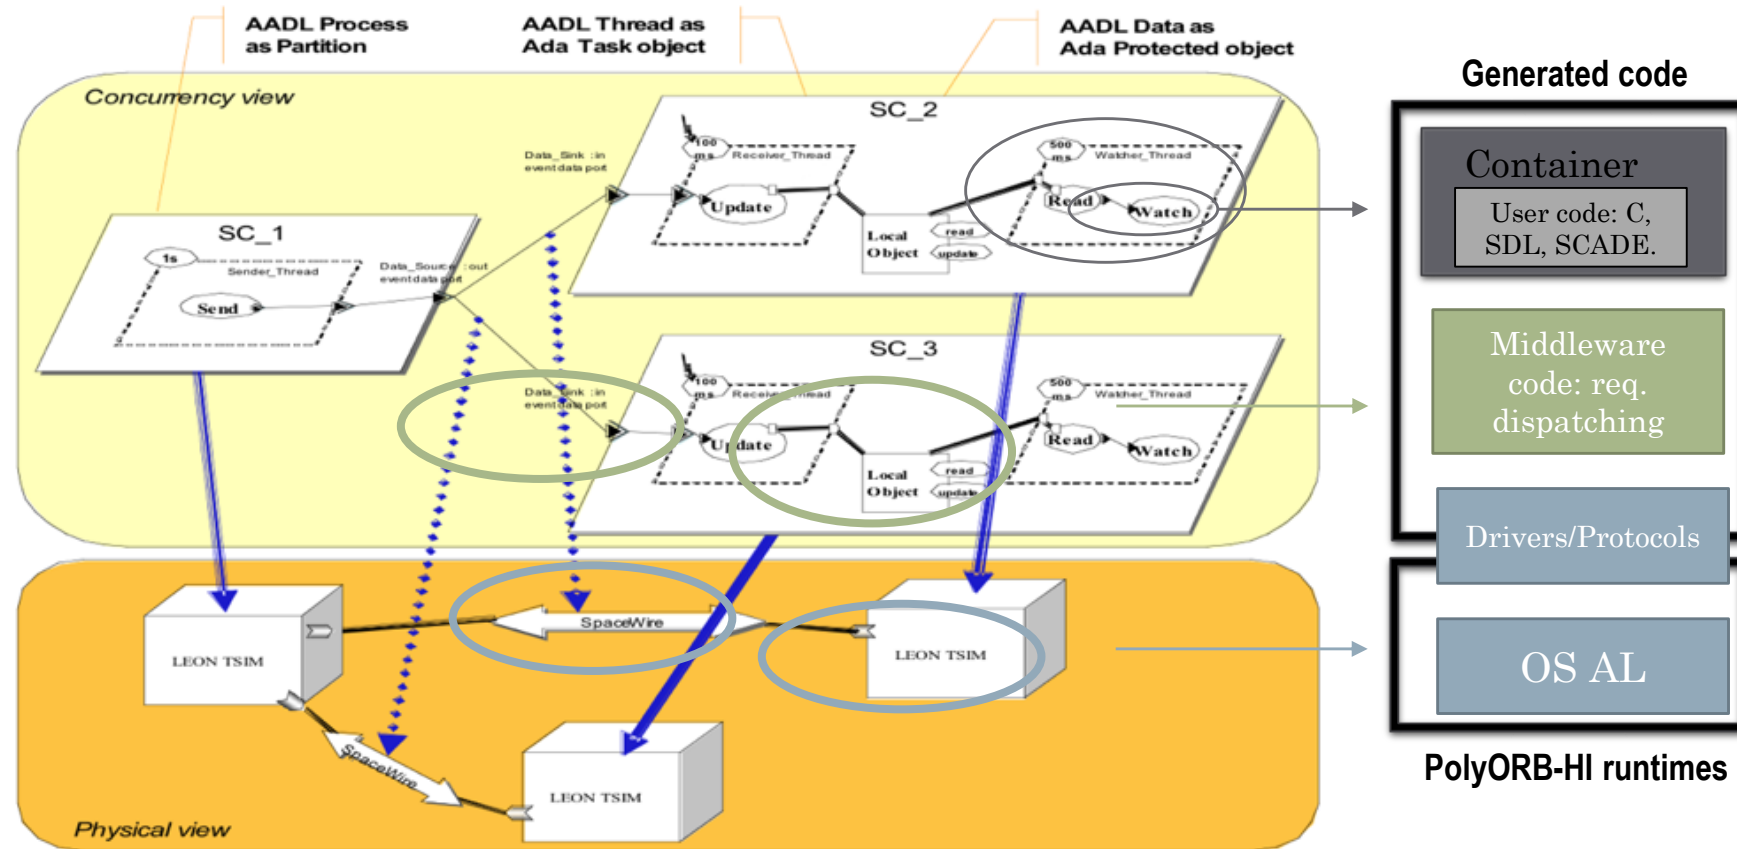 AADL Process
as Partition
AADL Thread as
Ada Task object
AADL Data as
Ada Protected object
Concurrency view
SC_1
1s
Sender_Thread
Send
Data_Source :out
event data port
Data_Sink :in
event data port
SC_2
100
ms
Receiver_Thread
Update
Local
Object
read
update
500
ms
Watcher_Thread
Read
Watch
Data_Sink :in
event data port
SC_3
100
ms
Receiver_Thread
Update
Local
Object
read
update
500
ms
Watcher_Thread
Read
Watch
LEON TSIM
SpaceWire
LEON TSIM
SpaceWire
LEON TSIM
Physical view
Generated code
Container
User code: C,
SDL, SCADE.
Middleware
code: req.
dispatching
Drivers/Protocols
OS AL
PolyORB-HI runtimes